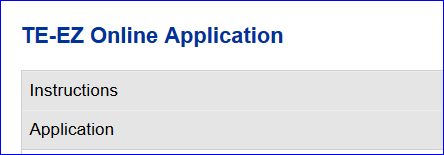 TE-EZ Online Application
Instructions
Application